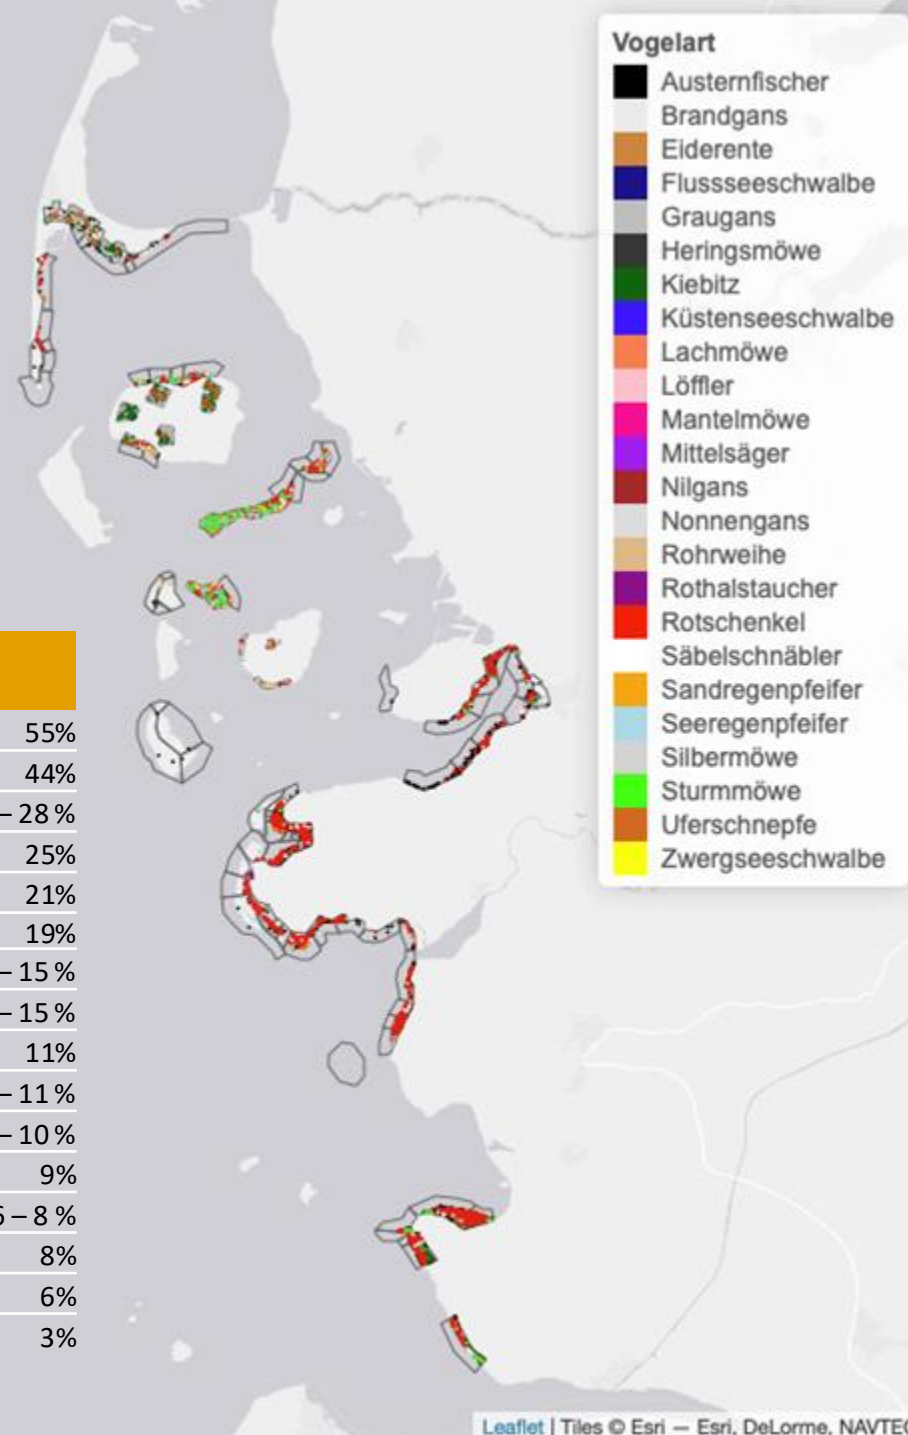 Vogelart
Austernfischer
Brandgans
Eiderente
Flussseeschwalbe
Graugans
Heringsmöwe
Kiebitz
Küstenseeschwalbe
Lachmöwe
Löffler
Mantelmöwe
Mittelsäger
Nilgans
Nonnengans
Rohrweihe
Rothalstaucher
Rotschenkel
Säbelschnäbler
Sandregenpfeifer
Seeregenpfeifer
Silbermöwe
Sturmmöwe
Uferschnepfe
Zwergseeschwalbe
55%
44%
– 28 %
25%
21%
19%
– 15 %
– 15 %
11%
– 11 %
– 10 %
9%
– 8 %
8%
6%
3%
Leaflet | Tiles © Esri — Esri, DeLorme, NAVTEQ